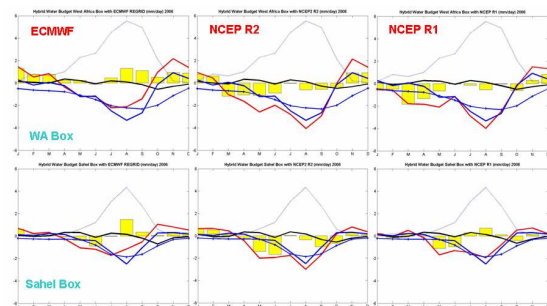 Hybrid Water Budget West Africa Box with ECMWF REGRID (mm/day) 2006
Hybrid Water Budget West Africa Box with NCEP2 R2 (mm/day) 2006
Hybrid Water Budget West Africa Box with NCEP R1 (mm/day) 2006
ECMWF
NCEP R2
NCEP R1
WA Box
J F M A M J J A S O N D
J F M A M J J A S O N D
J F M A M J J A S O N D
Hybrid Water Budget Sahel Box with ECMWF REGRID (mm/day) 2006
Hybrid Water Budget Sahel Box with NCEP2 R2 (mm/day) 2006
Hybrid Water Budget Sahel Box with NCEP R1 (mm/day) 2006
Sahel Box
J F M A M J J A S O N D
J F M A M J J A S O N D
J F M A M J J A S O N D